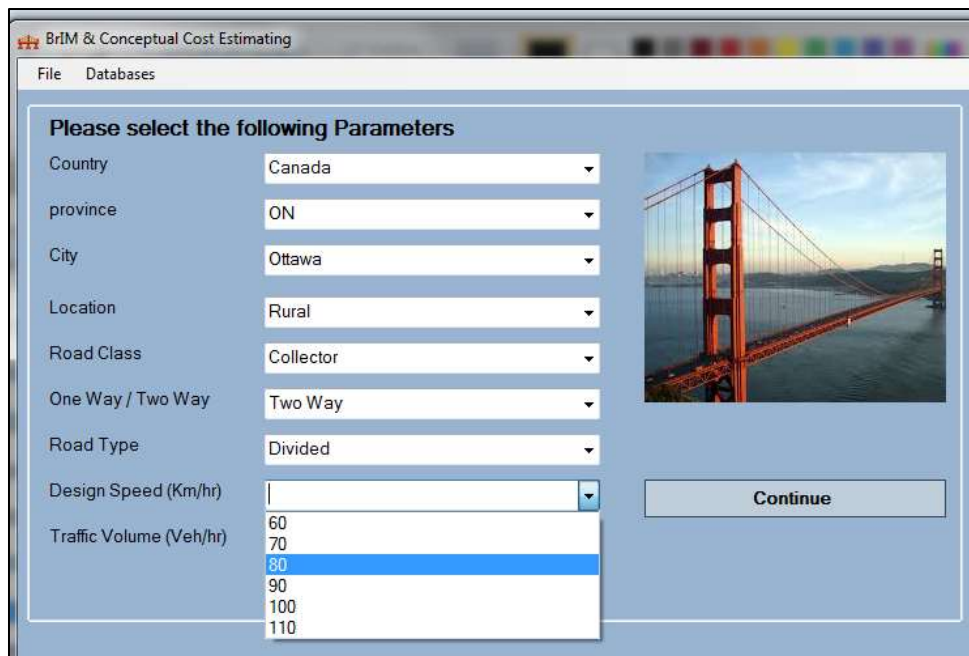 BrIM & Conceptual Cost Estimating
File Databases
Please select the following Parameters
Country Canada
province ON
City Ottawa
Location Rural
Road Class Collector
One Way / Two Way Two Way
Road Type Divided
Design Speed (Km/hr)
Continue
Traffic Volume (Veh/hr)
60
70
80
90
100
110